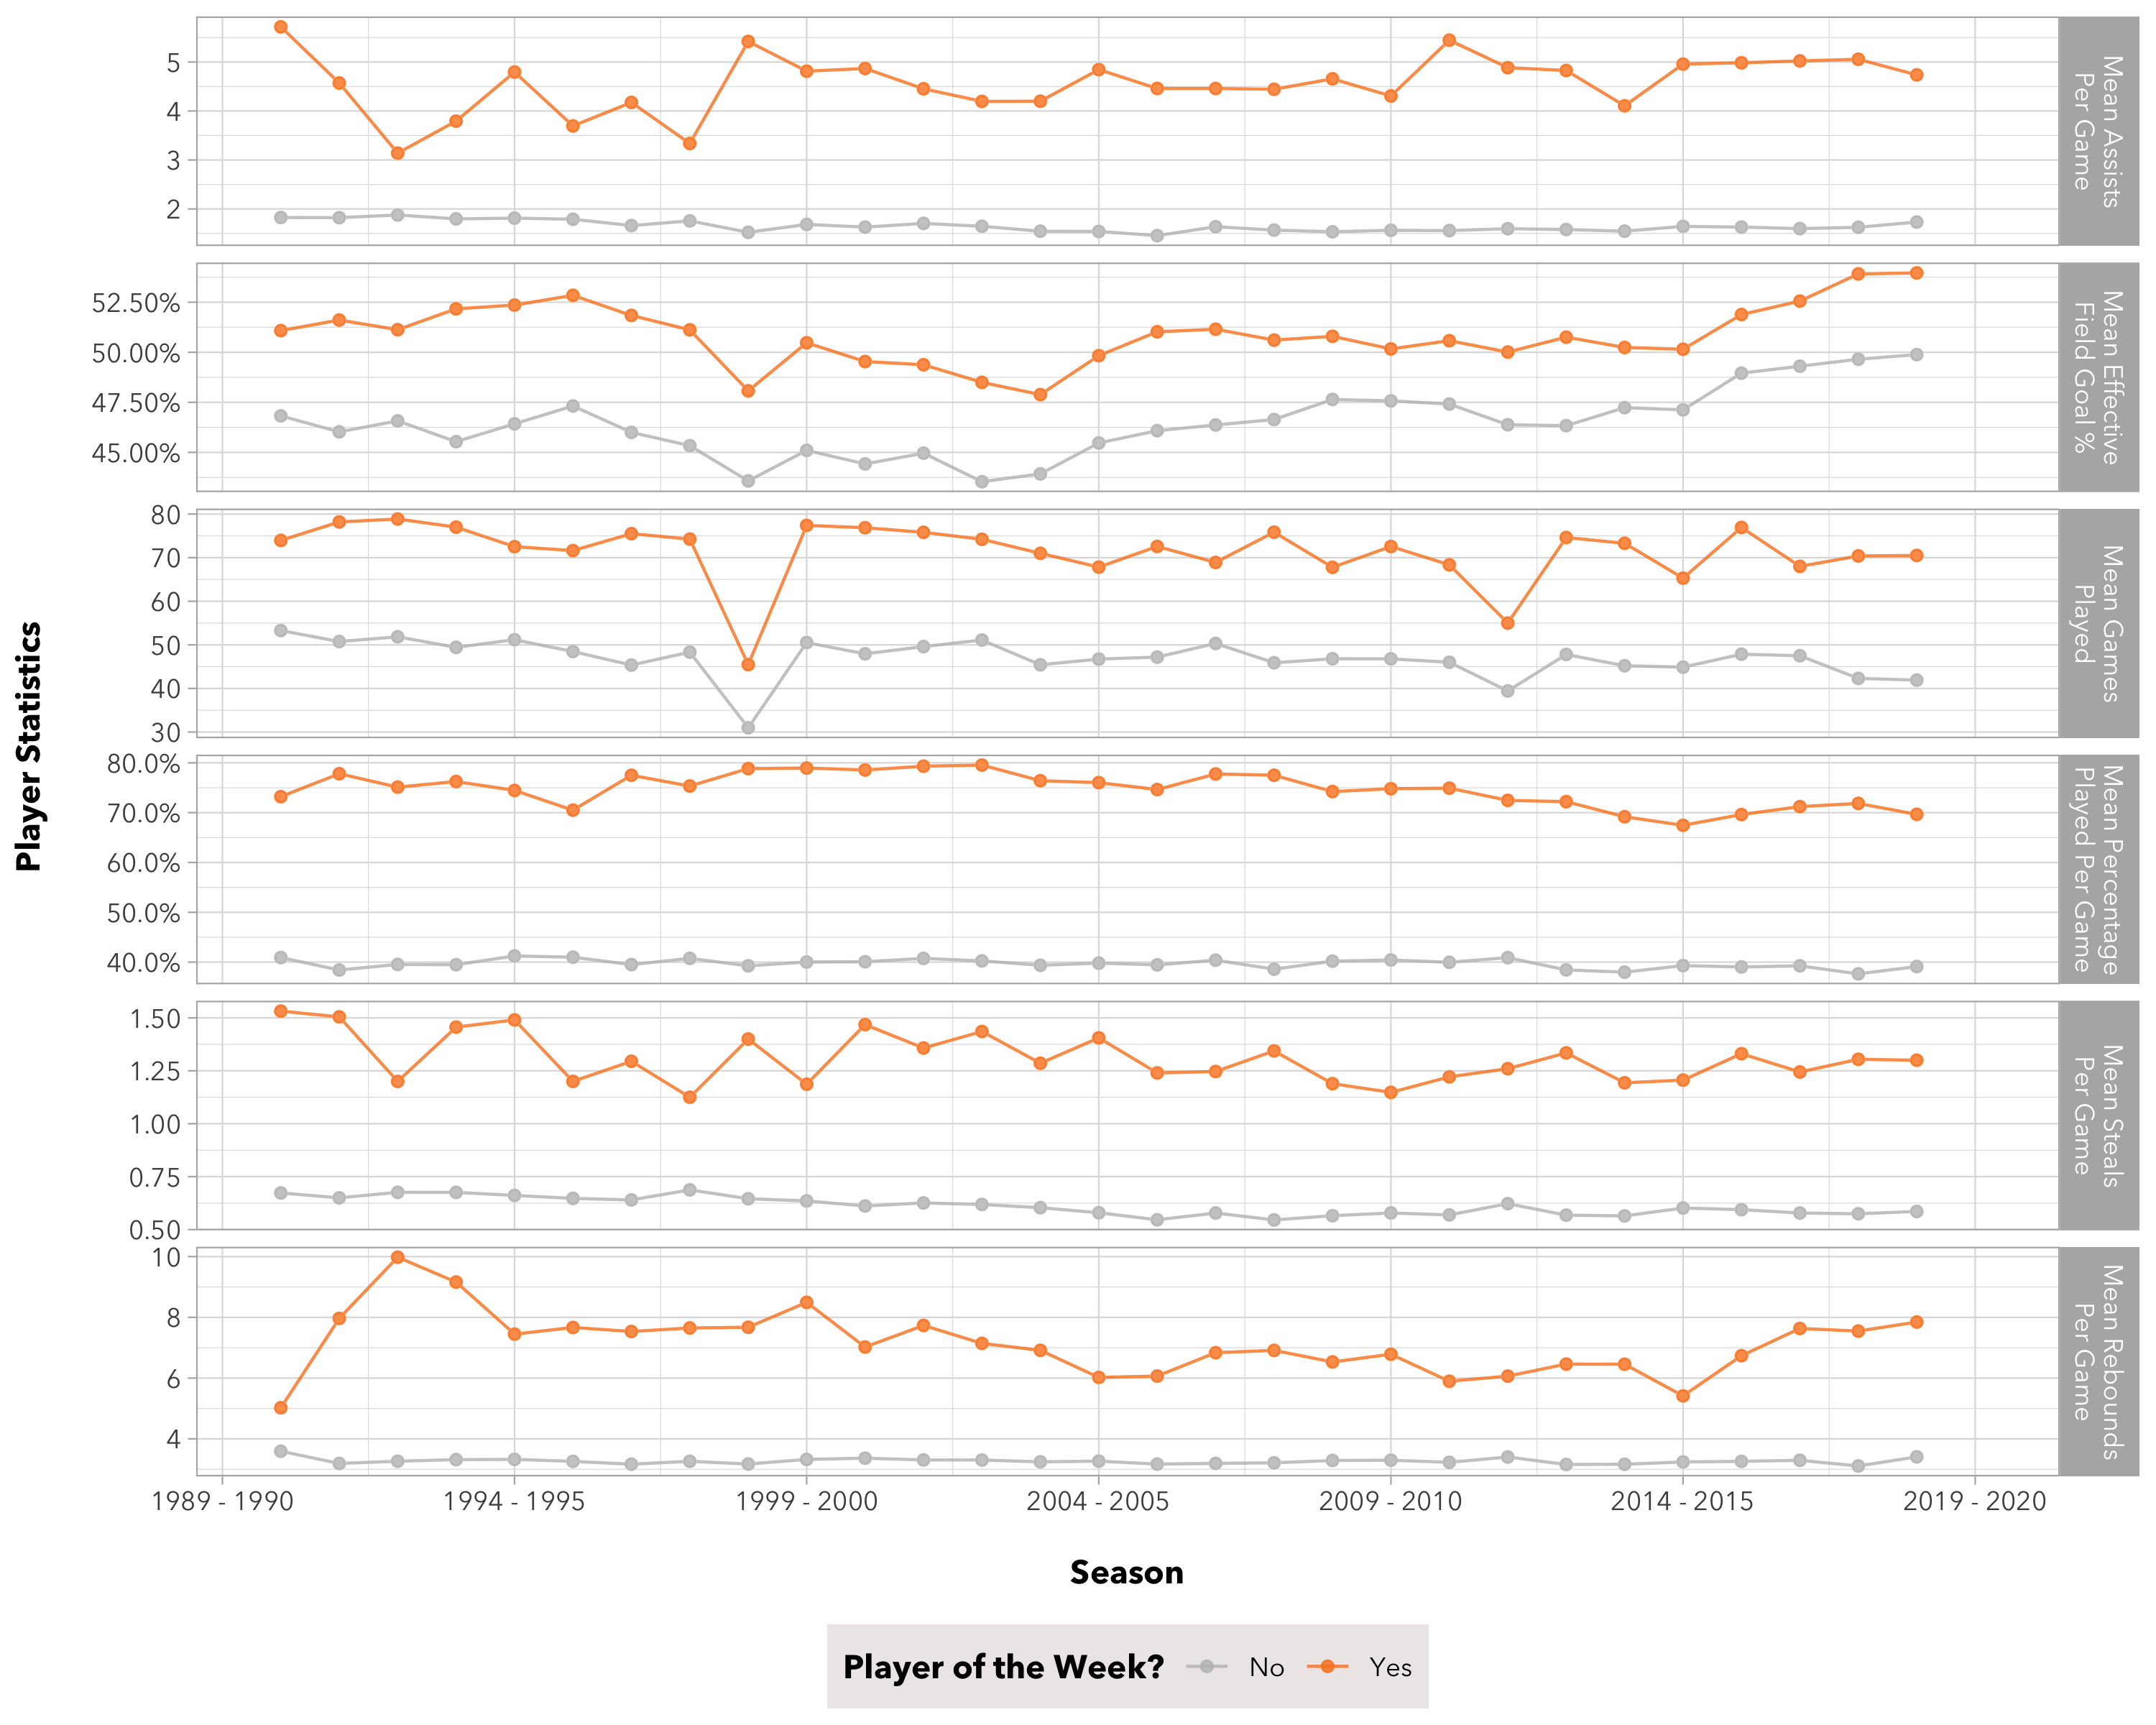 5
4
3
2
Mean Assists
Per Game
52.50%
50.00%
47.50%
45.00%
Mean Effective
Field Goal %
80
70
60
50
40
30
Mean Games
Played
80.0%
70.0%
60.0%
50.0%
40.0%
Mean Percentage
Played Per Game
1.50
1.25
1.00
0.75
0.50
Mean Steals
Per Game
10
8
6
4
Mean Rebounds
Per Game
Player Statistics
1989 - 1990 1994 - 1995 1999 - 2000 2004 - 2005 2009 - 2010 2014 - 2015 2019 - 2020
Season
Player of the Week? No Yes